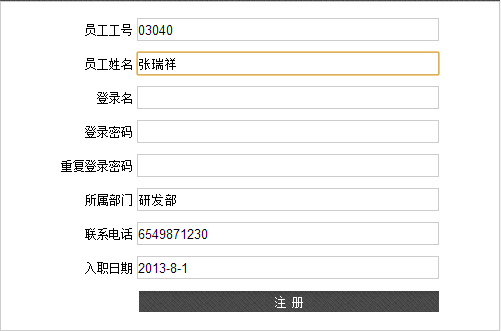 员工工号 03040
员工姓名 张瑞祥
登录名
登录密码
重复登录密码
所属部门 研发部
联系电话 6549871230
入职日期 2013-8-1
注 册